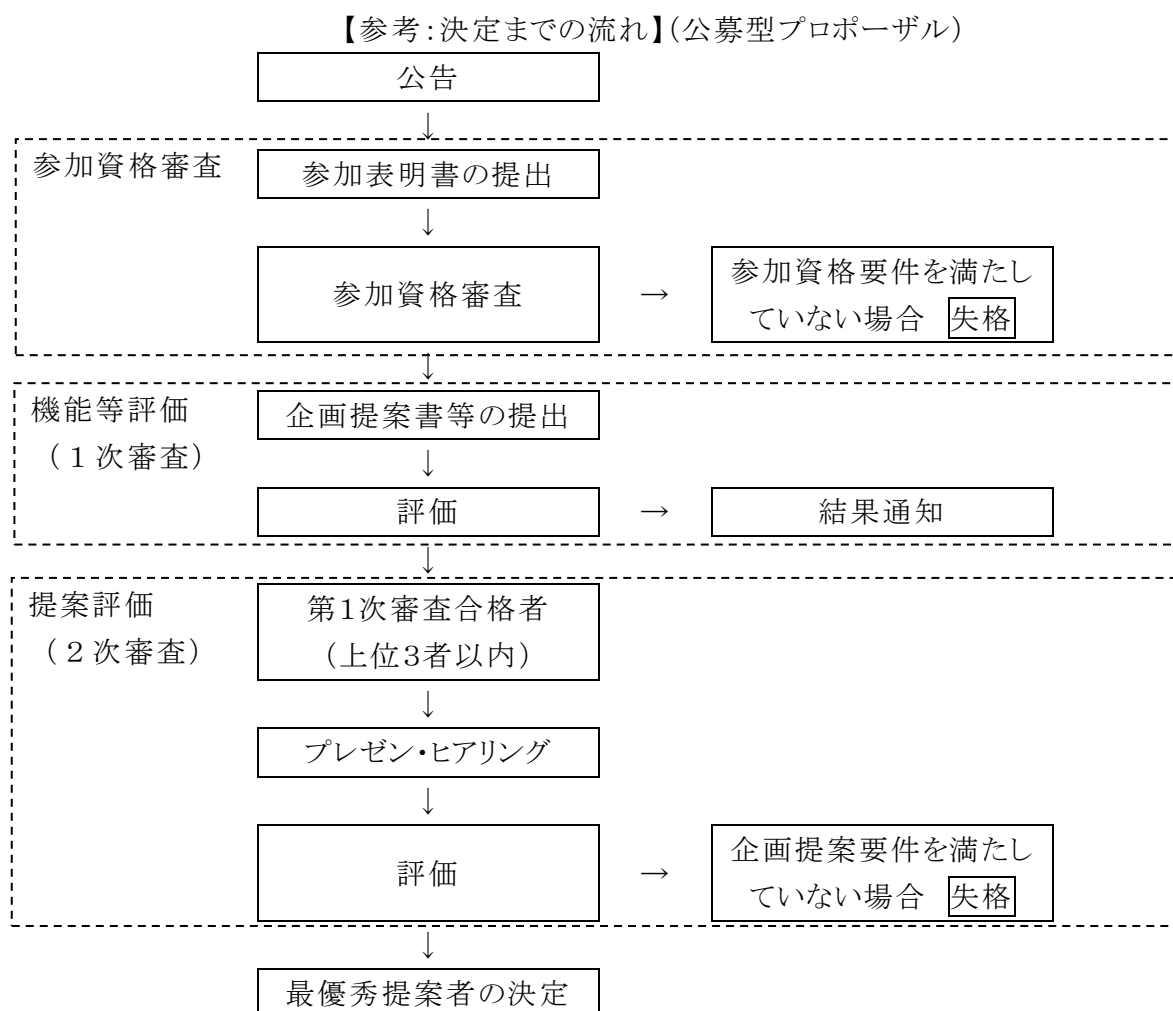 【参考:決定までの流れ】(公募型プロポーザル)
公告
↓
参加資格審査
参加表明書の提出
↓
参加資格審査
→
参加資格要件を満たし
ていない場合 失格
↓
機能等評価
(1次審査)
企画提案書等の提出
↓
評価
→
結果通知
↓
提案評価
(2次審査)
第1次審査合格者
(上位3者以内)
↓
プレゼン・ヒアリング
↓
評価
→
企画提案要件を満たし
ていない場合 失格
↓
最優秀提案者の決定